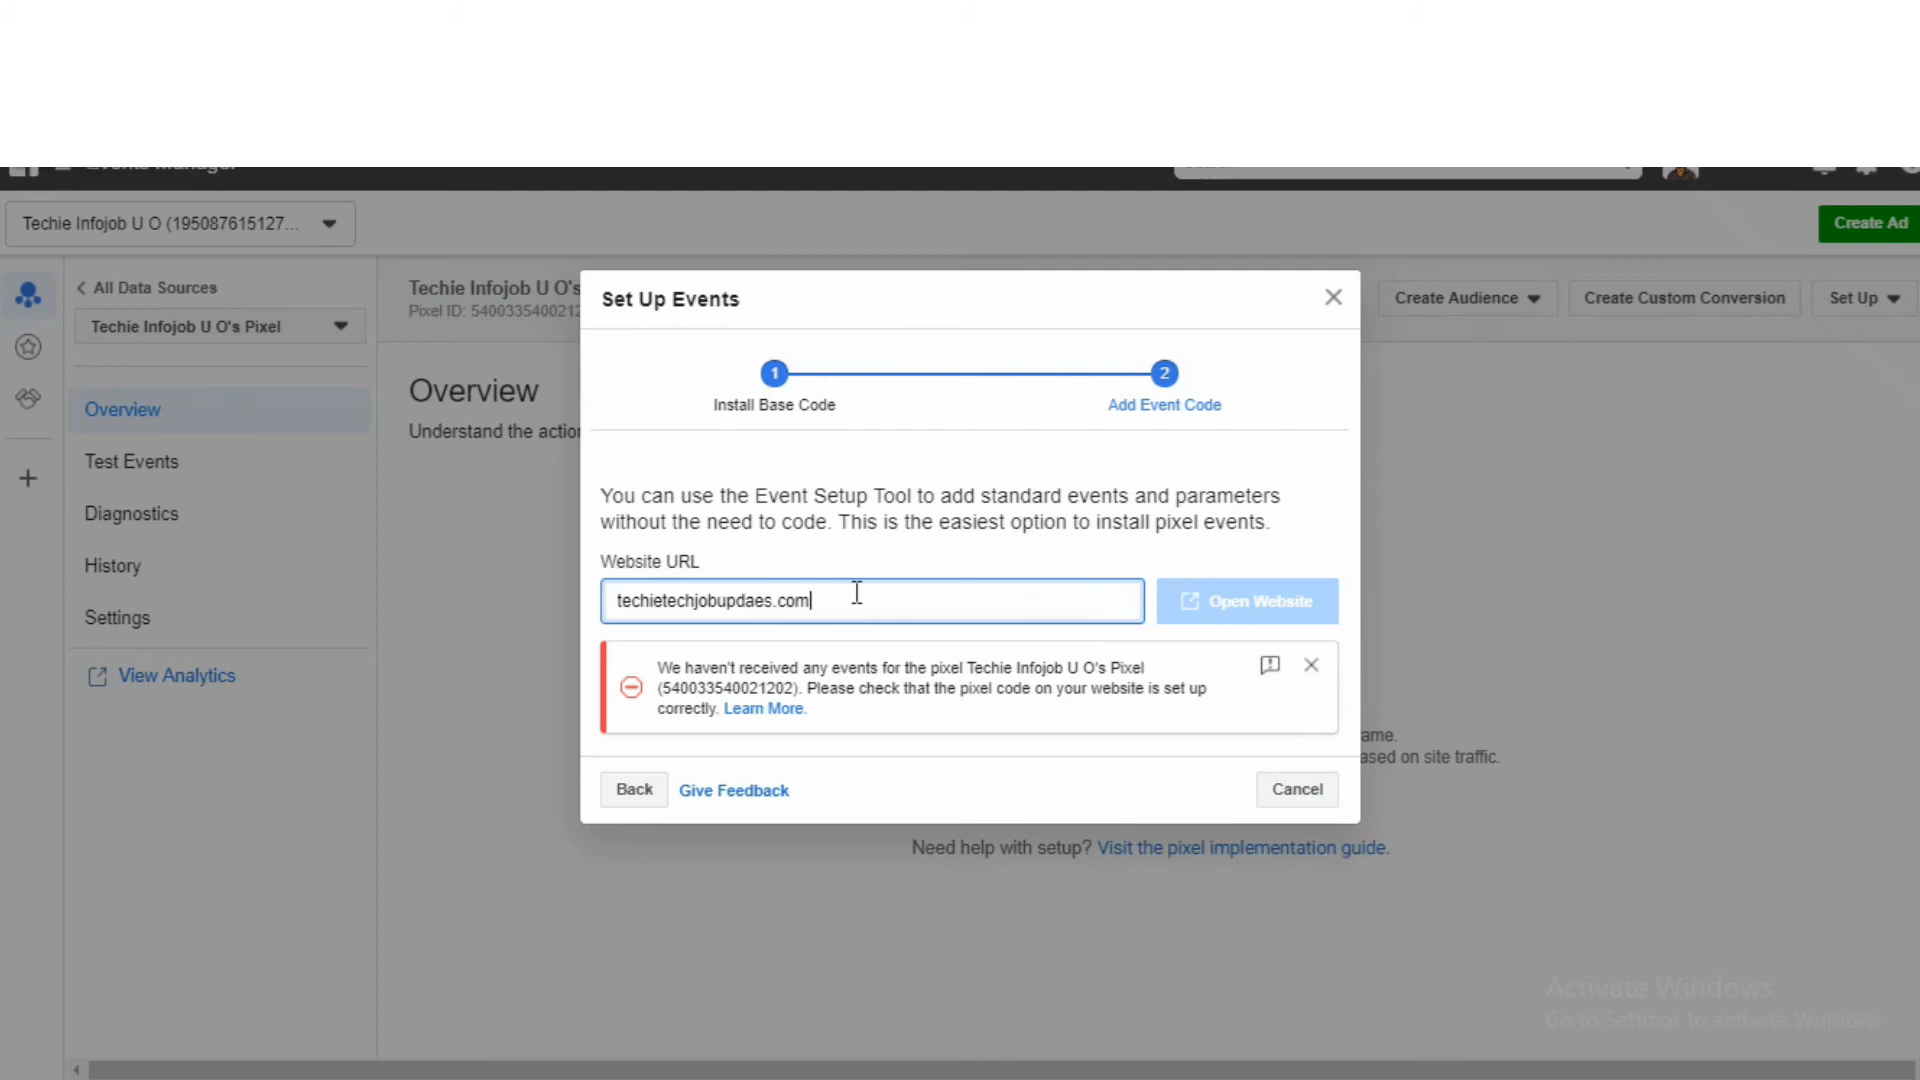 Events Manager
Techie Infojob U O (195087615127...
Create Ad
All Data Sources
Techie Infojob U O's Pixel
Overview
Test Events
Diagnostics
History
Settings
View Analytics
Techie Infojob U O's
Pixel ID: 5400335400212
Create Audience
Create Custom Conversion
Set Up
Overview
Understand the action
Set Up Events
1
2
Install Base Code
Add Event Code
You can use the Event Setup Tool to add standard events and parameters
without the need to code. This is the easiest option to install pixel events.
Website URL
techietechjobupdaes.com
Open Website
We haven't received any events for the pixel Techie Infojob U O's Pixel
(540033540021202). Please check that the pixel code on your website is set up
correctly. Learn More.
Back
Give Feedback
Cancel
ame.
ased on site traffic.
Need help with setup? Visit the pixel implementation guide.
Activate Windows
Go to Settings to activate Windows